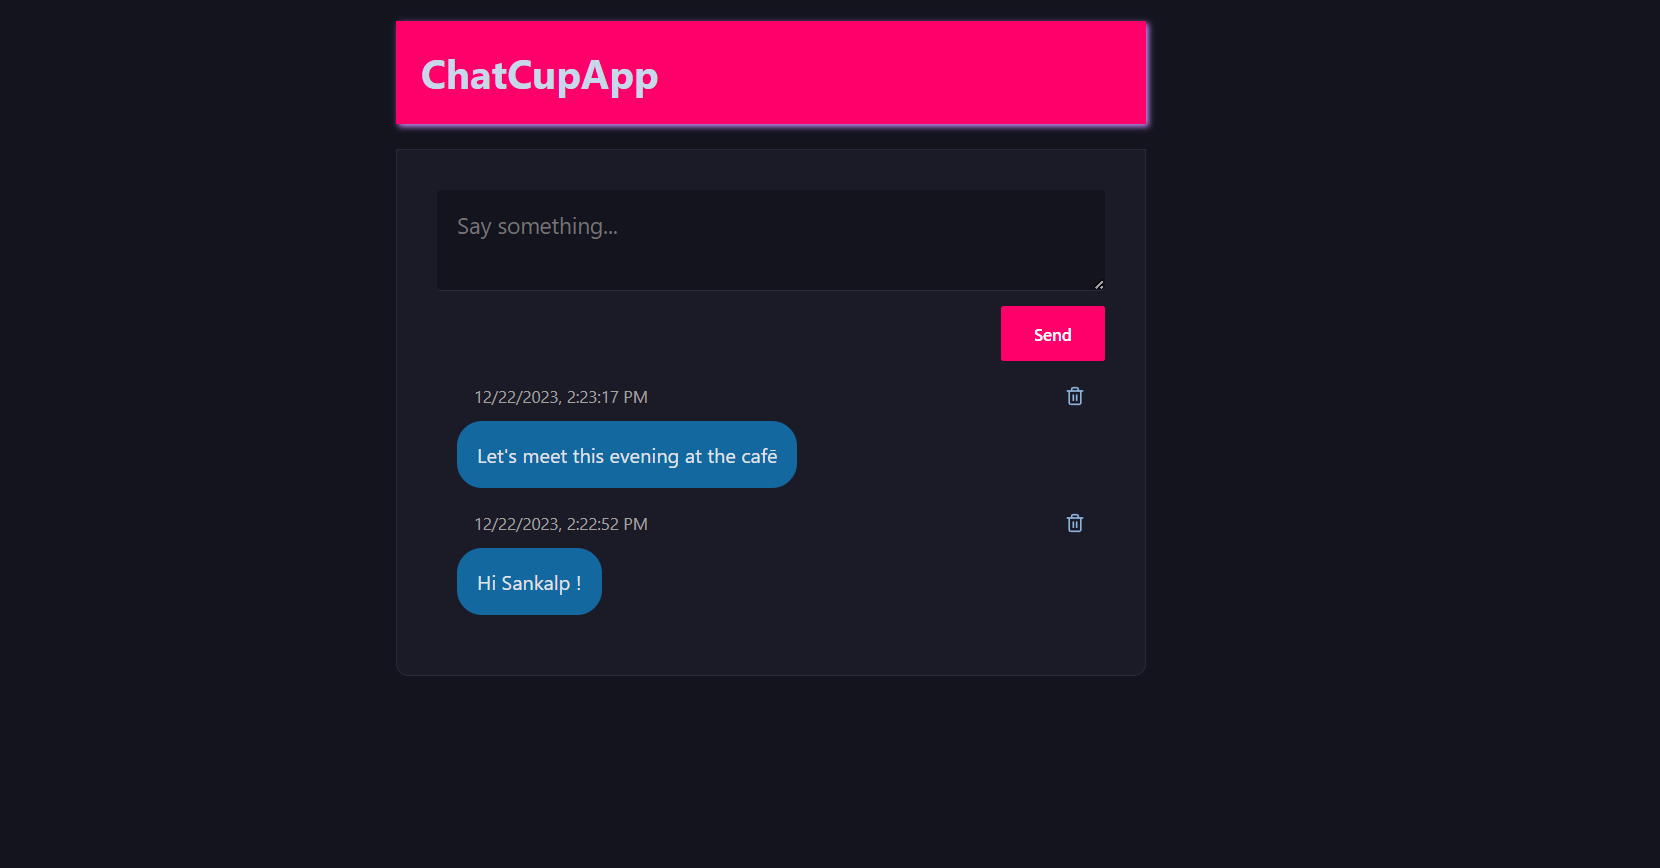 ChatCupApp
Say something...
Send
12/22/2023, 2:23:17 PM
Let's meet this evening at the cafē
12/22/2023, 2:22:52 PM
Hi Sankalp !